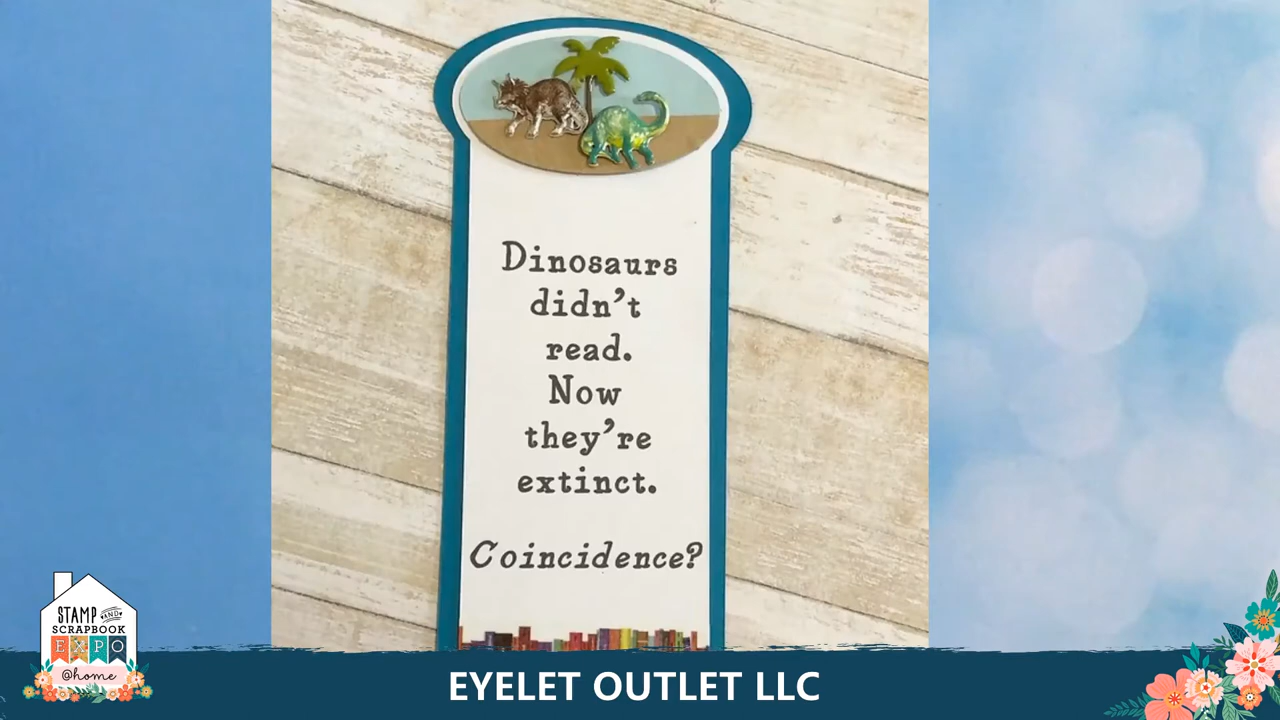 Dinosaurs
didn't
read.
Now
they're
extinct.
Coincidence?
STAMP AND
SCRAPBOOK
EXPO
@home
EYELET OUTLET LLC